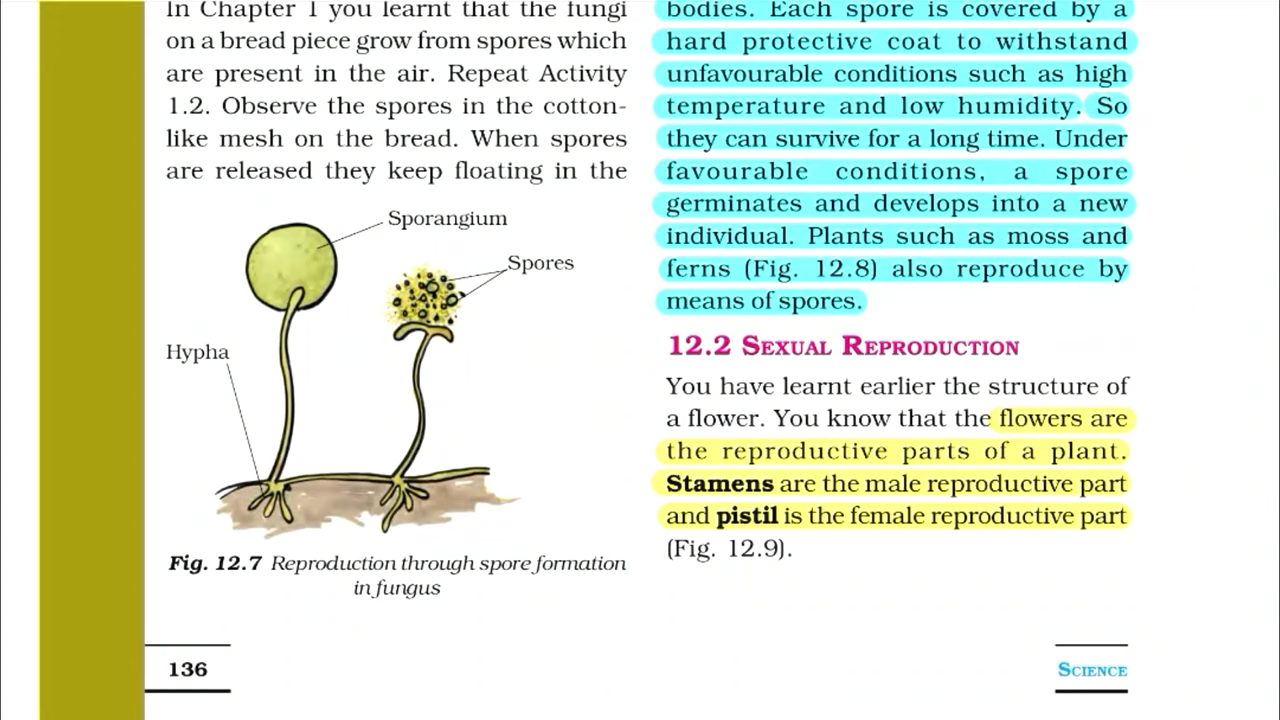 In Chapter 1 you learnt that the fungi
on a bread piece grow from spores which
are present in the air. Repeat Activity
1.2. Observe the spores in the cotton-
like mesh on the bread. When spores
are released they keep floating in the
Sporangium
Spores
Hypha
Fig. 12.7 Reproduction through spore formation
in fungus
bodies. Each spore is covered by a
hard protective coat to withstand
unfavourable conditions such as high
temperature and low humidity. So
they can survive for a long time. Under
favourable conditions, a spore
germinates and develops into a new
individual. Plants such as moss and
ferns (Fig. 12.8) also reproduce by
means of spores.
12.2 SEXUAL REPRODUCTION
You have learnt earlier the structure of
a flower. You know that the flowers are
the reproductive parts of a plant.
Stamens are the male reproductive part
and pistil is the female reproductive part
(Fig. 12.9).
136
SCIENCE